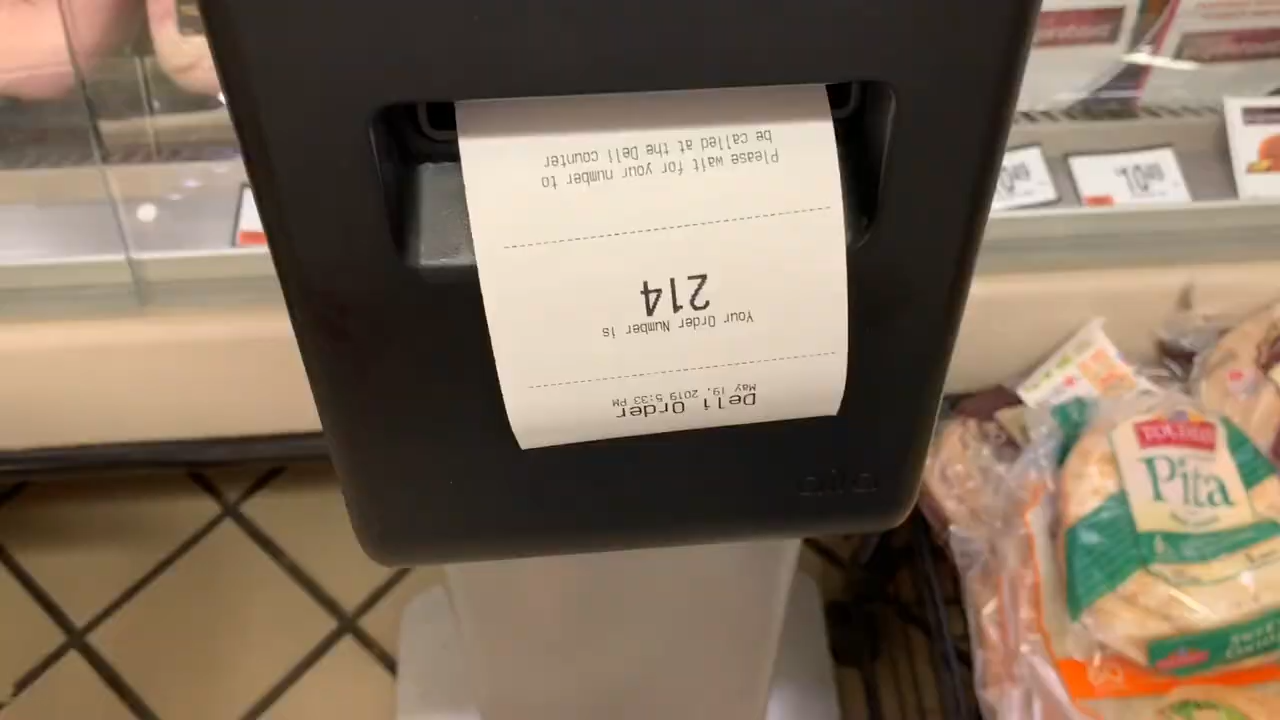 Deli Order
May 19, 2019 5:33 PM
Your Order Number is
214
Please wait for your number to
be called at the Deli counter
Pita